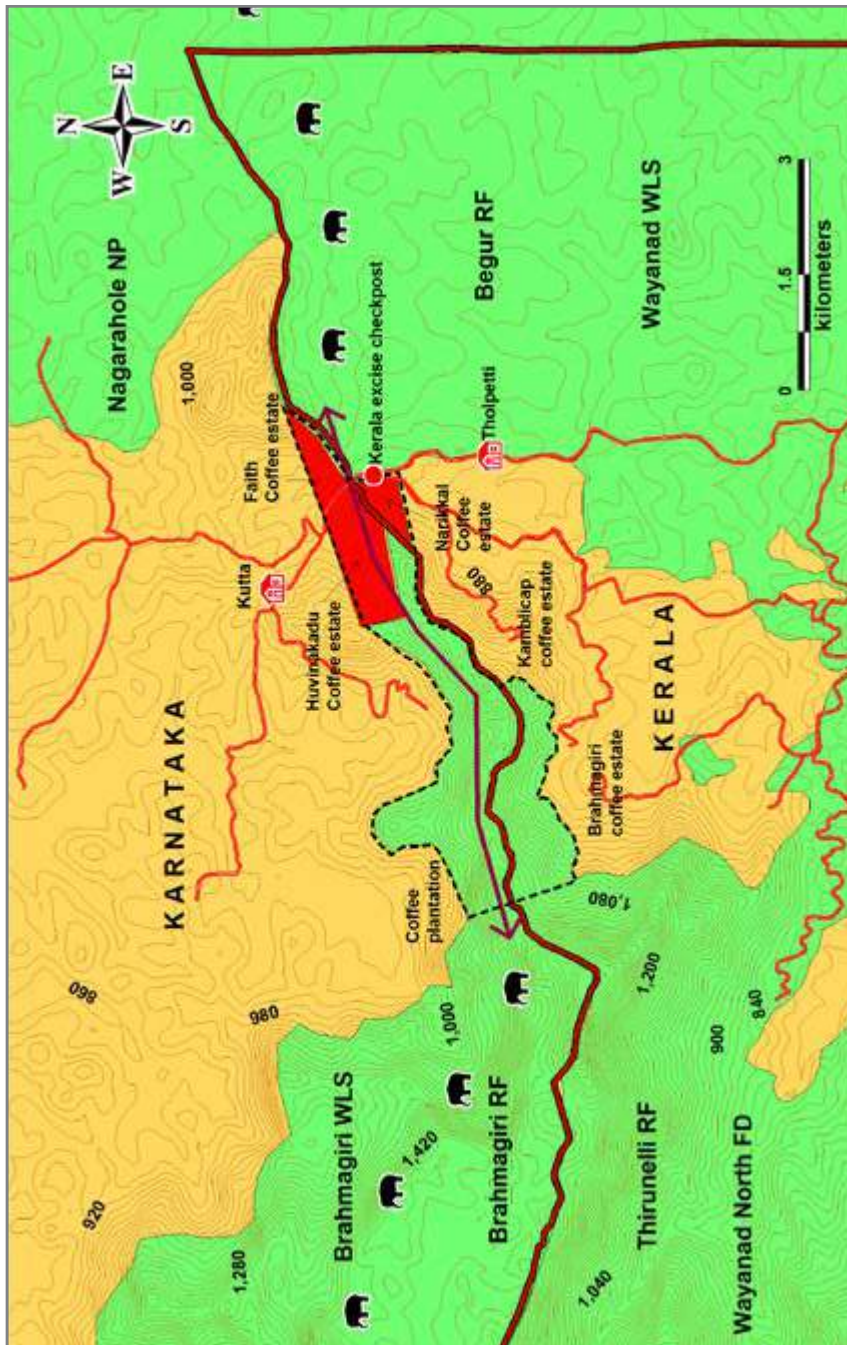 N
E
S
W
Nagarahole NP
1,000
Begur RF
Wayanad WLS
0
1.5
3
kilometers
Faith
Coffee estate
Kerala excise checkpost
Kutta
Tholpetti
Narikkal
Coffee
estate
880
Huvinakadu
Coffee estate
Kamblicap
coffee estate
KARNATAKA
KERALA
Brahmagiri
coffee estate
Coffee
plantation
1,080
860
980
1,000
1,200
840
900
Brahmagiri WLS
1,420
Brahmagiri RF
Thirunelli RF
Wayanad North FD
920
1,280
1,040